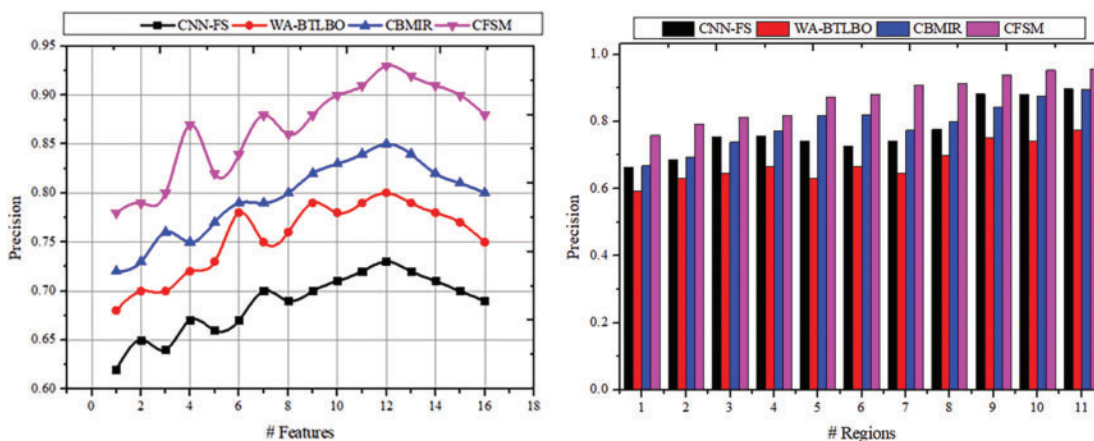 CNN-FS WA-BTLBO CBMIR CFSM
0.95
0.90
0.85
0.80
0.75
0.70
0.65
0.60
Precision
0 2 4 6 8 10 12 14 16 18
# Features
CNN-FS WA-BTLBO CBMIR CFSM
1.0
0.8
0.6
0.4
0.2
0.0
Precision
1 2 3 4 5 6 7 8 9 10 11
# Regions